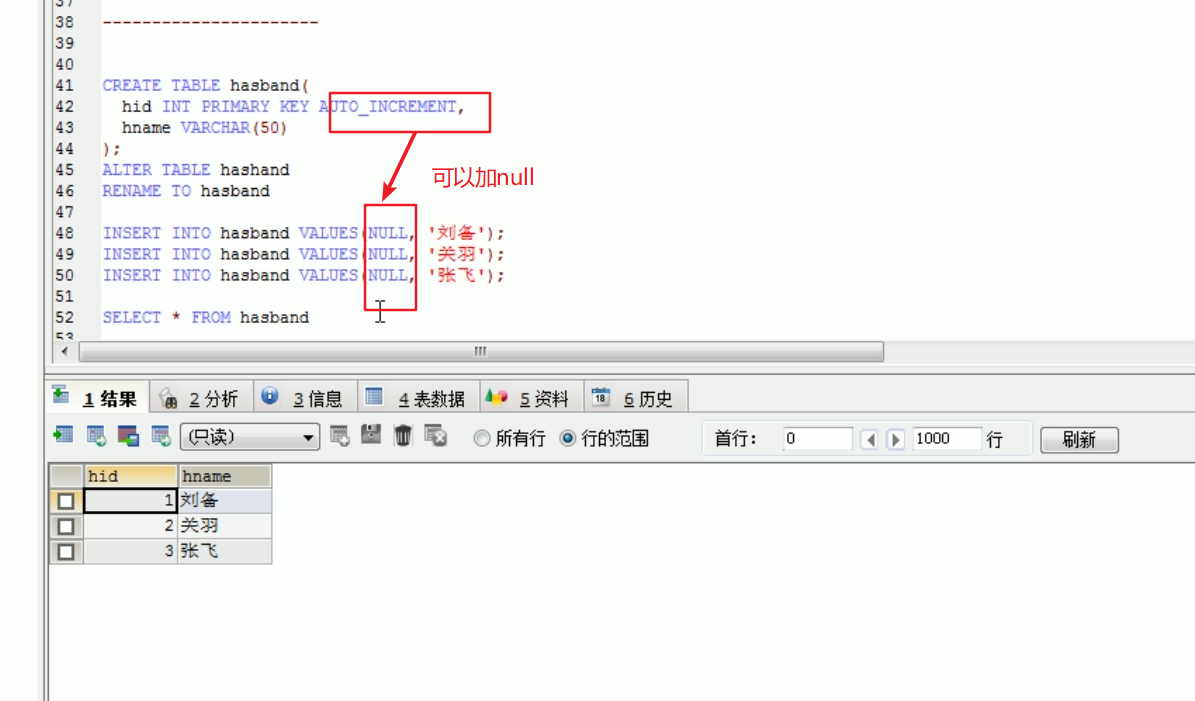 37
38 ----------------------
39
40
41 CREATE TABLE hasband(
42 hid INT PRIMARY KEY AUTO_INCREMENT,
43 hname VARCHAR(50)
44 );
45 ALTER TABLE hashand
46 RENAME TO hasband
可以加null
47
48 INSERT INTO hasband VALUES(NULL, '刘备');
49 INSERT INTO hasband VALUES(NULL, '关羽');
50 INSERT INTO hasband VALUES(NULL, '张飞');
51
52 SELECT * FROM hasband
53
1 结果 2 分析 3 信息 4 表数据 5 资料 18 6 历史
(只读) 所有行 行的范围 首行: 0 1000 行 刷新
hid hname
1 刘备
2 关羽
3 张飞